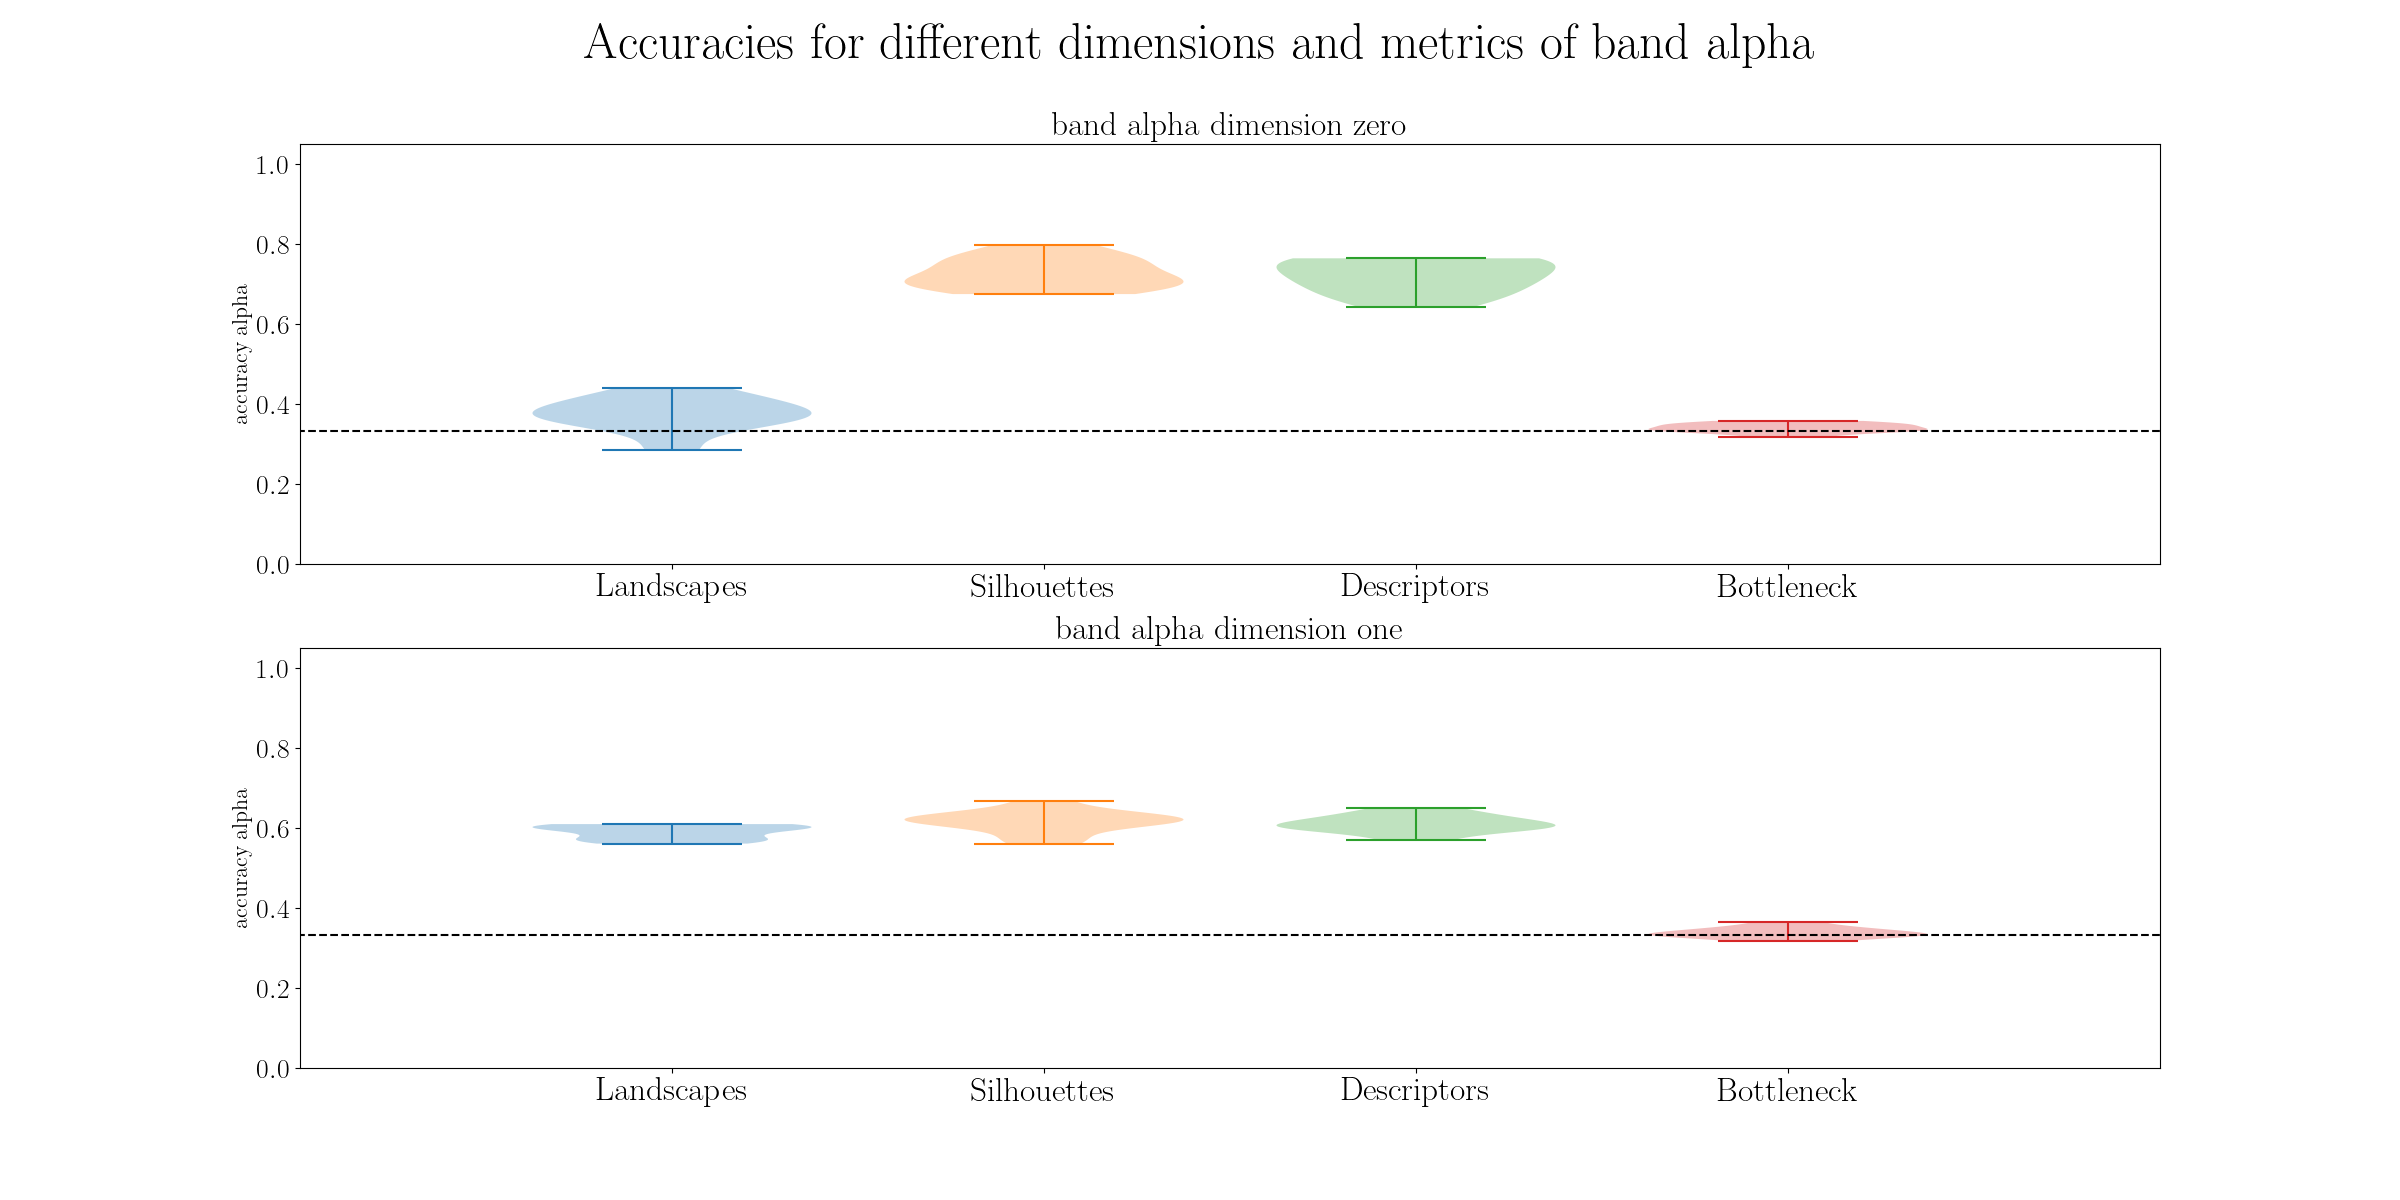 Accuracies for different dimensions and metrics of band alpha
band alpha dimension zero
accuracy alpha
1.0
0.8
0.6
0.4
0.2
0.0
Landscapes Silhouettes Descriptors Bottleneck
band alpha dimension one
accuracy alpha
1.0
0.8
0.6
0.4
0.2
0.0
Landscapes Silhouettes Descriptors Bottleneck